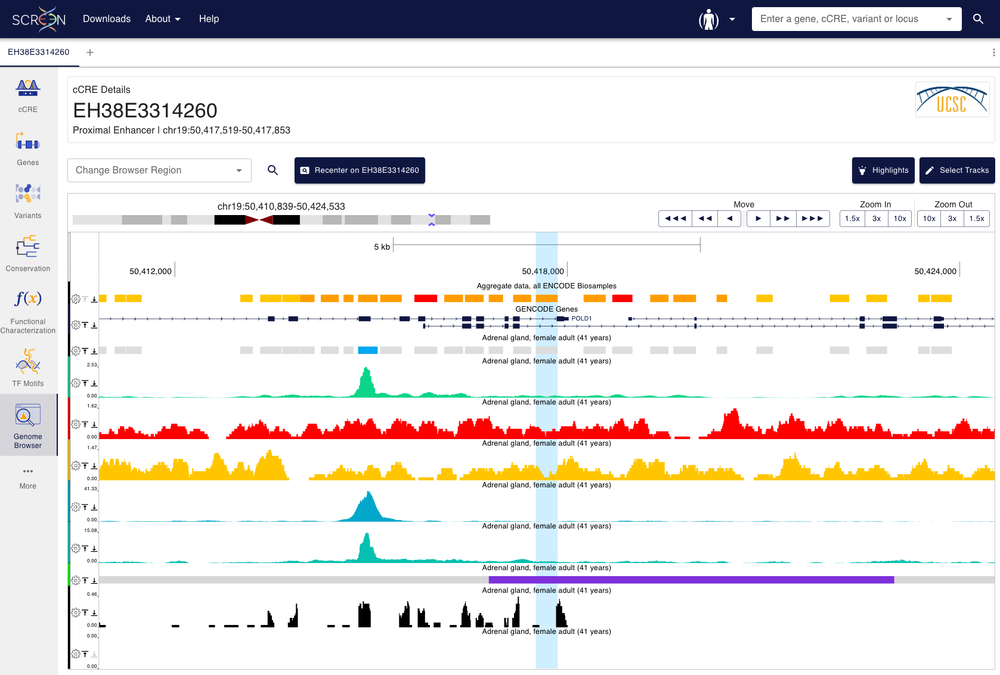 SCREEN Downloads About Help Enter a gene, cCRE, variant or locus
EH38E3314260 +
cCRE
Genes
Variants
Conservation
f(x)
Functional
Characterization
TF Motifs
Genome
Browser
More
cCRE Details
EH38E3314260
Proximal Enhancer | chr19:50,417,519-50,417,853
UCSC
Change Browser Region Recenter on EH38E3314260 Highlights Select Tracks
chr19:50,410,839-50,424,533
Move Zoom In Zoom Out
1.5x 3x 10x 10x 3x 1.5x
5 kb
50,412,000 50,418,000 50,424,000
Aggregate data, all ENCODE Biosamples
GENCODE Genes
POLD1
Adrenal gland, female adult (41 years)
Adrenal gland, female adult (41 years)
2.53
0.00
Adrenal gland, female adult (41 years)
1.62
0.00
Adrenal gland, female adult (41 years)
1.47
0.00
Adrenal gland, female adult (41 years)
41.33
0.00
Adrenal gland, female adult (41 years)
15.08
0.00
Adrenal gland, female adult (41 years)
Adrenal gland, female adult (41 years)
0.46
0.00
Adrenal gland, female adult (41 years)
0.00
0.00